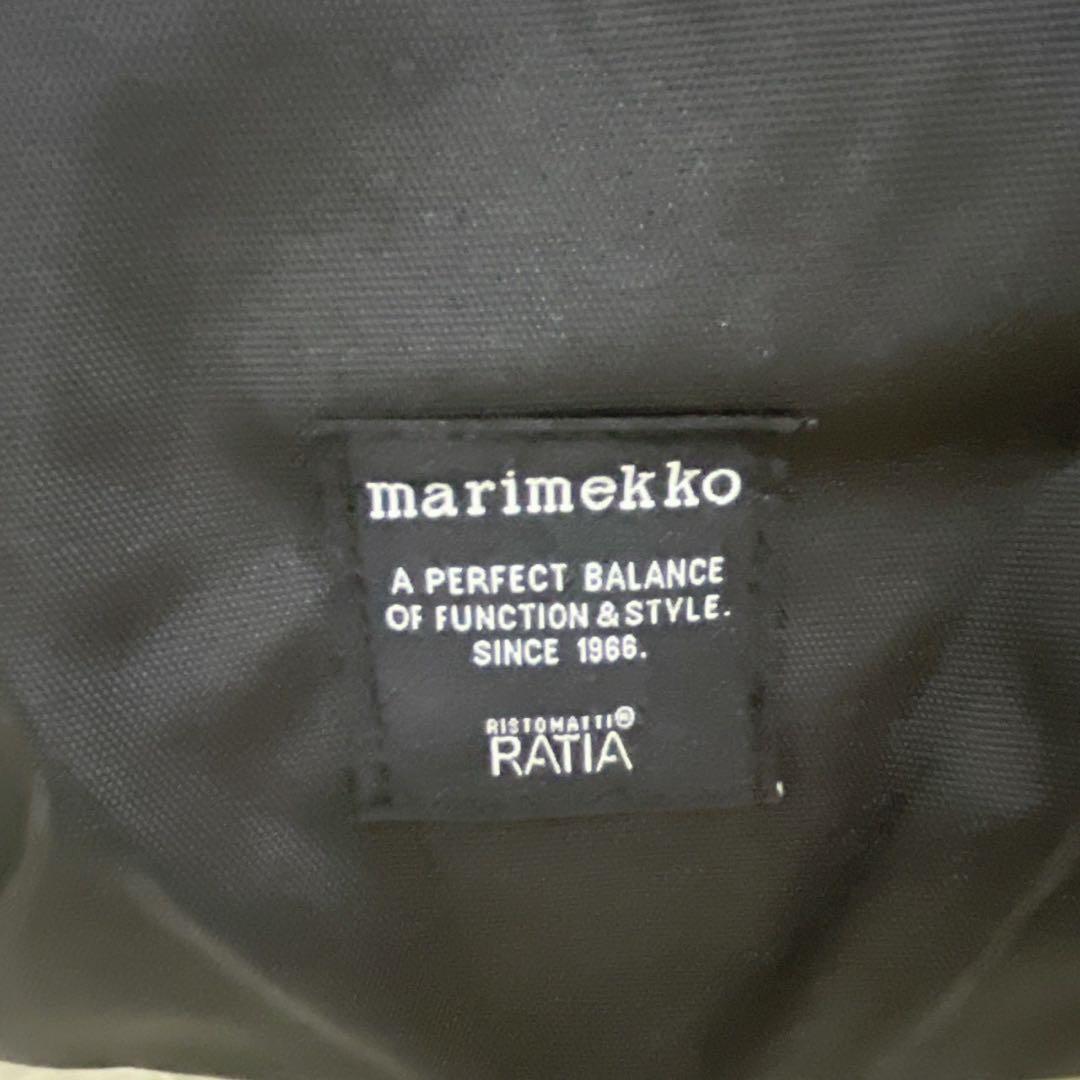 marimekko
A PERFECT BALANCE
OF FUNCTION & STYLE.
SINCE 1966.
RISTOMATTI®
RATIA